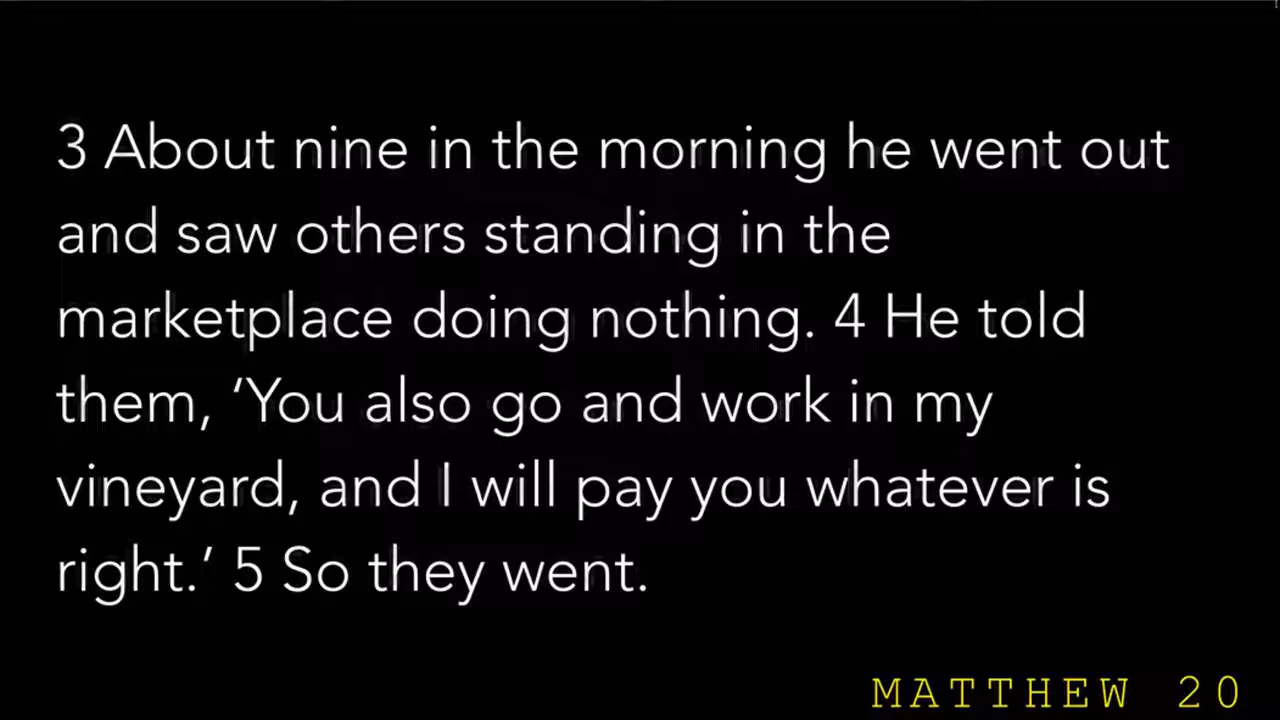 3 About nine in the morning he went out
and saw others standing in the
marketplace doing nothing. 4 He told
them, ‘You also go and work in my
vineyard, and I will pay you whatever is
right.’ 5 So they went.
MATTHEW 20